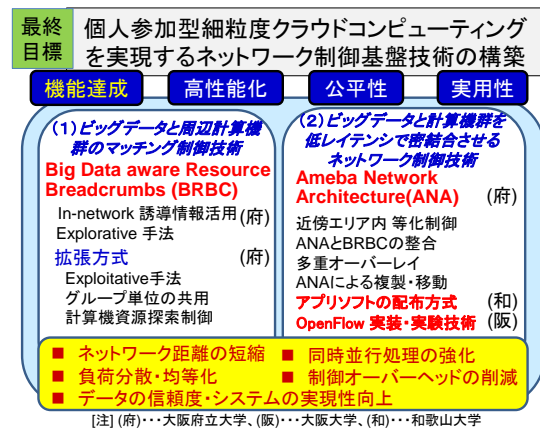 最終
目標
個人参加型細粒度クラウドコンピューティング
を実現するネットワーク制御基盤技術の構築
機能達成
高性能化
公平性
実用性
(1)ビッグデータと周辺計算機
群のマッチング制御技術
Big Data aware Resource
Breadcrumbs (BRBC)
In-network 誘導情報活用(府)
Explorative 手法
拡張方式 (府)
Exploitative手法
グループ単位の共用
計算機資源探索制御
(2)ビッグデータと計算機群を
低レイテンシで密結合させる
ネットワーク制御技術
Ameba Network
Architecture(ANA) (府)
近傍エリア内 等化制御
ANAとBRBCの整合
多重オーバーレイ
ANAによる複製・移動
アプリソフトの配布方式 (和)
OpenFlow 実装・実験技術 (阪)
■ ネットワーク距離の短縮
■ 同時並行処理の強化
■ 負荷分散・均等化
■ 制御オーバーヘッドの削減
■ データの信頼度・システムの実現性向上
[注] (府)・・・大阪府立大学、(阪)・・・大阪大学、(和)・・・和歌山大学